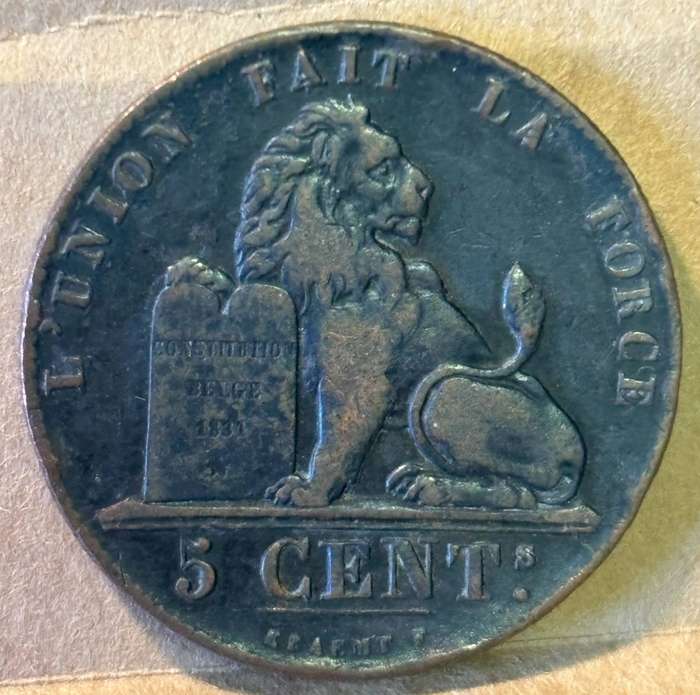 L'UNION FAIT LA FORCE
CONSTITUTION
BELGE
1831
5 CENTs.